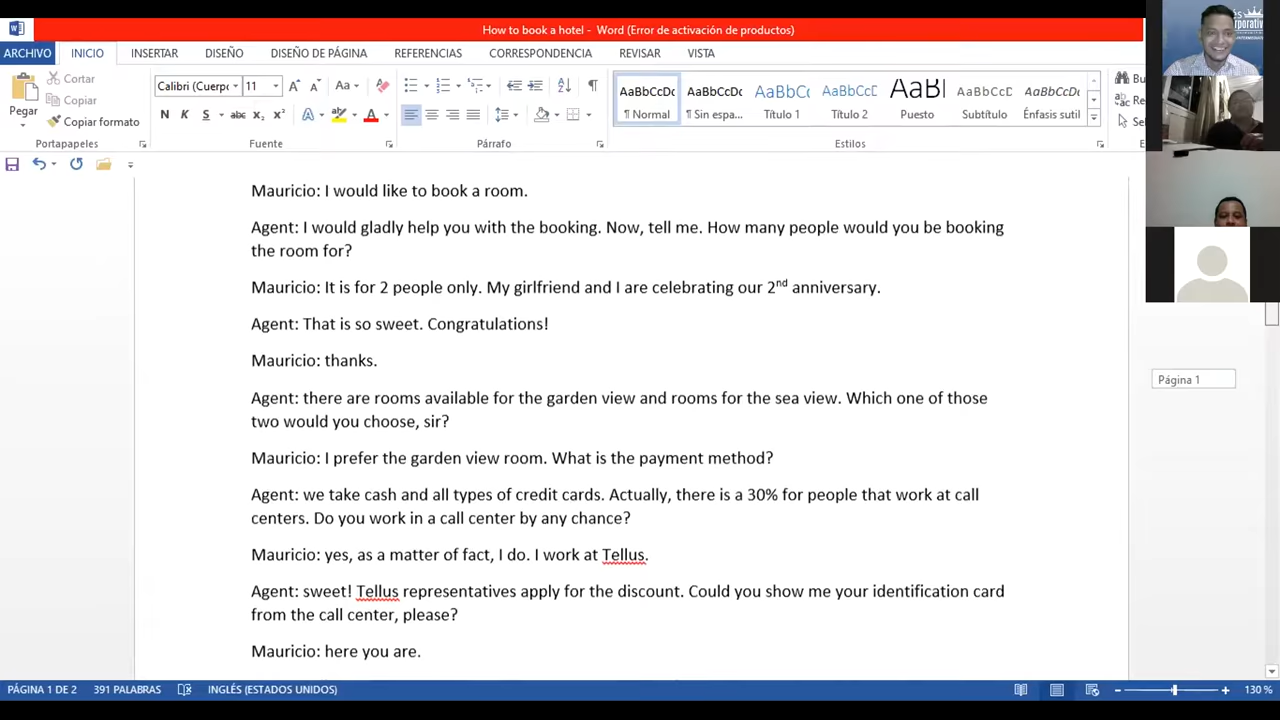 How to book a hotel - Word (Error de activación de productos)
ARCHIVO INICIO INSERTAR DISEÑO DISEÑO DE PÁGINA REFERENCIAS CORRESPONDENCIA REVISAR VISTA
Pegar
Cortar
Copiar
Copiar formato
Portapapeles
Calibri (Cuerpo 11
N K S abc x₂ x²
Fuente
Párrafo
AaBbCcDc AaBbCcDc AaBbCc AaBbCcD AaBb AaBbCcD AaBbCcDc
¶ Normal ¶ Sin espa... Título 1 Título 2 Puesto Subtítulo Énfasis sutil
Estilos
Mauricio: I would like to book a room.
Agent: I would gladly help you with the booking. Now, tell me. How many people would you be booking
the room for?
Mauricio: It is for 2 people only. My girlfriend and I are celebrating our 2nd anniversary.
Agent: That is so sweet. Congratulations!
Mauricio: thanks.
Agent: there are rooms available for the garden view and rooms for the sea view. Which one of those
two would you choose, sir?
Mauricio: I prefer the garden view room. What is the payment method?
Agent: we take cash and all types of credit cards. Actually, there is a 30% for people that work at call
centers. Do you work in a call center by any chance?
Mauricio: yes, as a matter of fact, I do. I work at Tellus.
Agent: sweet! Tellus representatives apply for the discount. Could you show me your identification card
from the call center, please?
Mauricio: here you are.
Página 1
PÁGINA 1 DE 2 391 PALABRAS INGLÉS (ESTADOS UNIDOS) 130 %